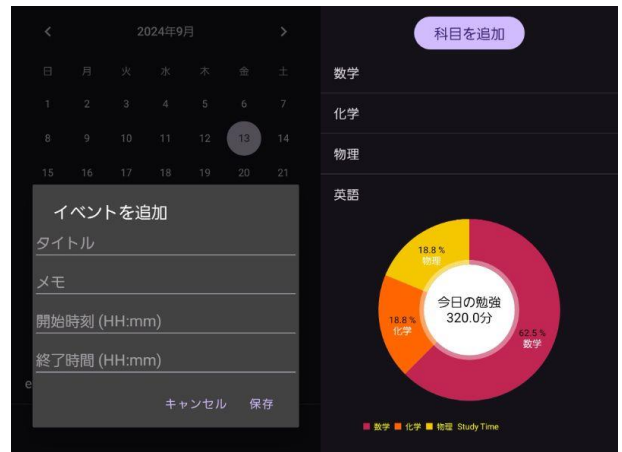 2024年9月
日 月 火 水 木 金 土
1 2 3 4 5 6 7
8 9 10 11 12 13 14
15 16 17 18 19 20 21
イベントを追加
タイトル
メモ
開始時刻 (HH:mm)
終了時間 (HH:mm)
e
キャンセル 保存
科目を追加
数学
化学
物理
英語
18.8 %
物理
今日の勉強
320.0分
18.8 %
化学
62.5 %
数学
数学 化学 物理 Study Time